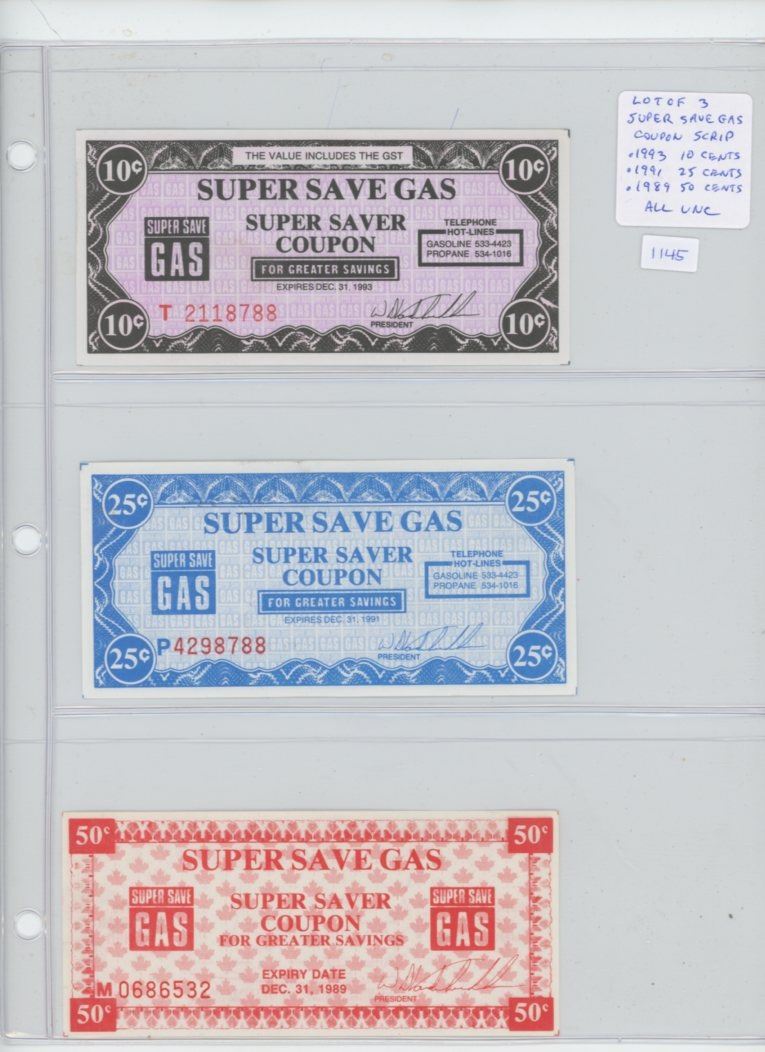 LOT OF 3
SUPER SAVE GAS
COUPON SCRIP
.1993 10 CENTS
.1991 25 CENTS
.1989 50 CENTS
ALL UNC
1145
10¢ THE VALUE INCLUDES THE GST 10¢
SUPER SAVE GAS
SUPER SAVE
GAS
SUPER SAVER
COUPON
FOR GREATER SAVINGS
EXPIRES DEC. 31, 1993
TELEPHONE
HOT-LINES
GASOLINE 533-4423
PROPANE 534-1016
T 2118788
PRESIDENT
10¢ 10¢
25¢ 25¢
SUPER SAVE GAS
SUPER SAVE
GAS
SUPER SAVER
COUPON
FOR GREATER SAVINGS
EXPIRES DEC. 31, 1991
TELEPHONE
HOT-LINES
GASOLINE 533-4423
PROPANE 534-1016
P4298788
PRESIDENT
25¢ 25¢
50¢ 50¢
SUPER SAVE GAS
SUPER SAVE
GAS
SUPER SAVER
COUPON
FOR GREATER SAVINGS
SUPER SAVE
GAS
EXPIRY DATE
DEC. 31, 1989
M 0686532
PRESIDENT
50¢ 50¢